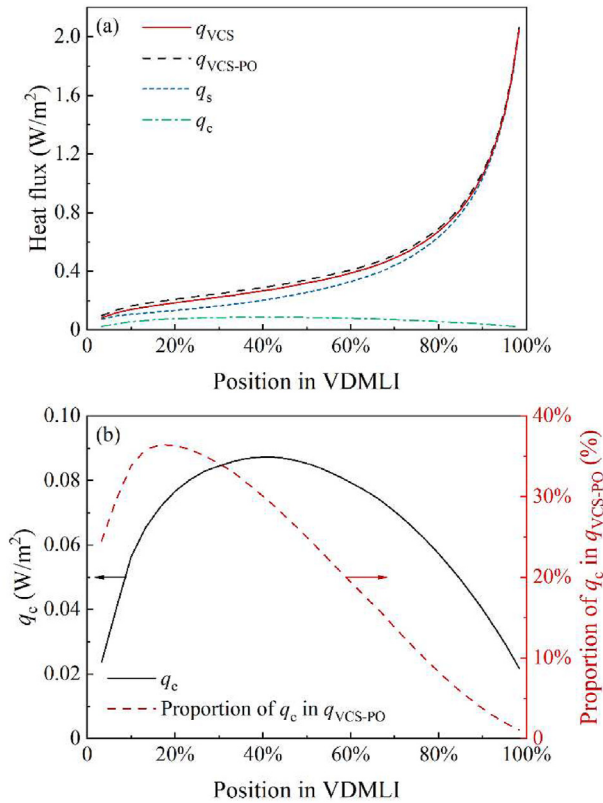 (a)
q_VCS
q_VCS-PO
q_s
q_c
Heat flux (W/m²)
2.0
1.6
1.2
0.8
0.4
0
20%
40%
60%
80%
100%
Position in VDMLI
(b)
q_c (W/m²)
0.10
0.08
0.06
0.04
0.02
0
40%
35%
30%
20%
10%
0
Proportion of q_c in q_VCS-PO (%)
q_c
Proportion of q_c in q_VCS-PO
0
20%
40%
60%
80%
100%
Position in VDMLI